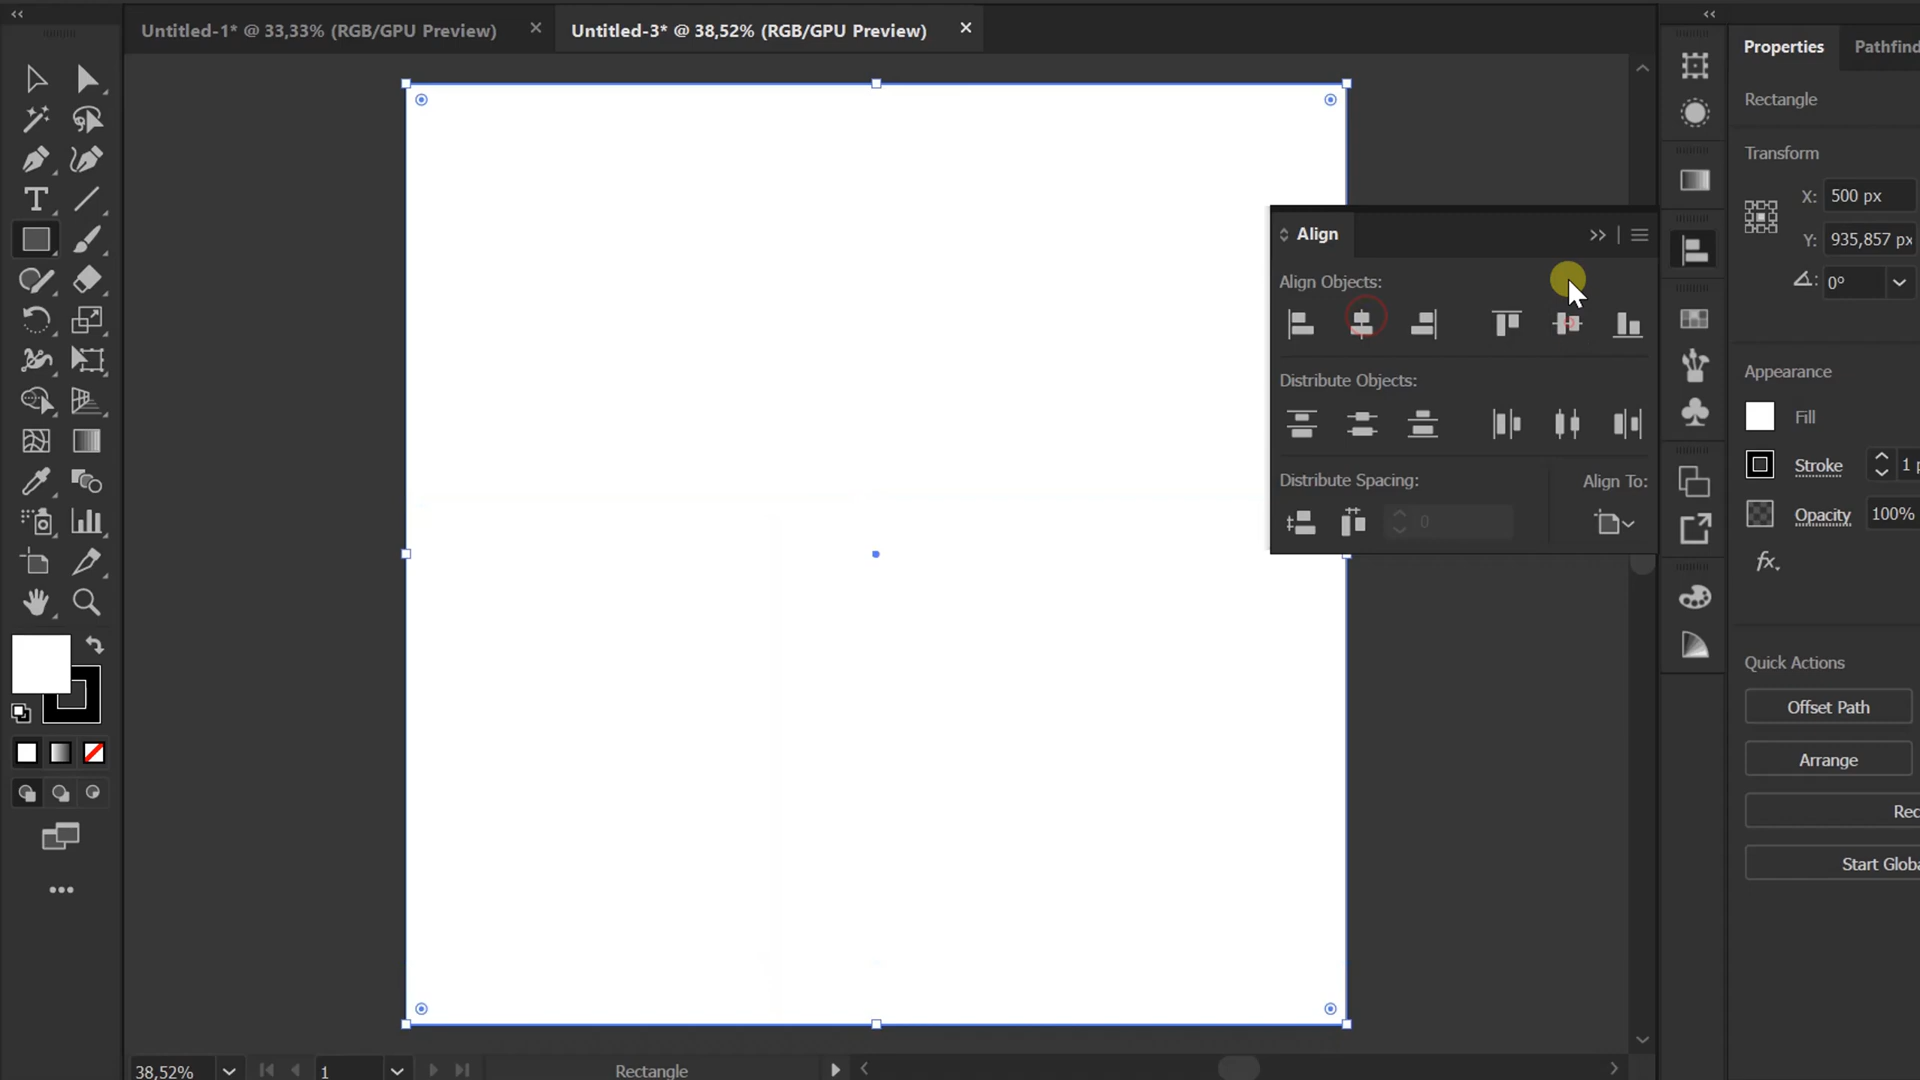 Untitled-1* @ 33,33% (RGB/GPU Preview)
Untitled-3* @ 38,52% (RGB/GPU Preview)
Properties
Pathfind
Rectangle
Transform
X: 500 px
Y: 935,857 px
0°
Align
Align Objects:
Distribute Objects:
Distribute Spacing:
Align To:
0
Appearance
Fill
Stroke
1 p
Opacity
100%
fx.
Quick Actions
Offset Path
Arrange
Rec
Start Globa
38,52%
1
Rectangle